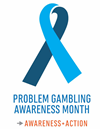 PROBLEM GAMBLING
AWARENESS MONTH
AWARENESS + ACTION